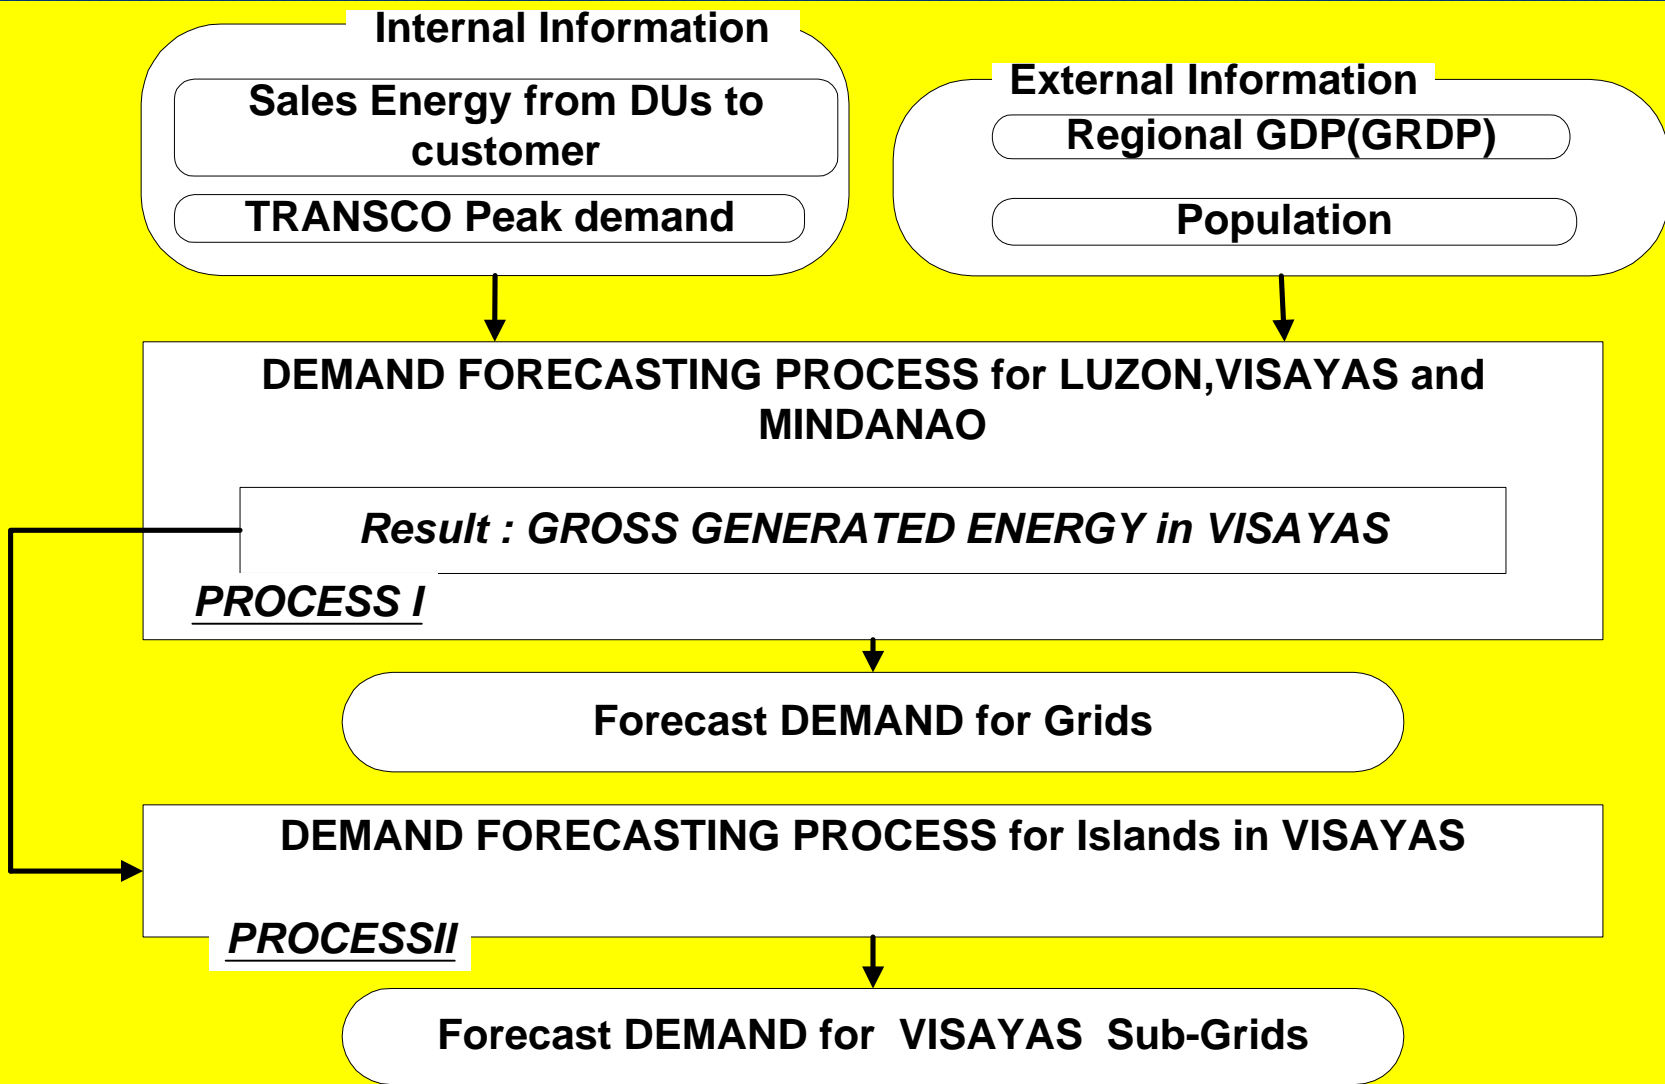 Internal Information
Sales Energy from DUs to
customer
TRANSCO Peak demand
External Information
Regional GDP(GRDP)
Population
DEMAND FORECASTING PROCESS for LUZON,VISAYAS and
MINDANAO
Result : GROSS GENERATED ENERGY in VISAYAS
PROCESS I
Forecast DEMAND for Grids
DEMAND FORECASTING PROCESS for Islands in VISAYAS
PROCESSII
Forecast DEMAND for  VISAYAS  Sub-Grids